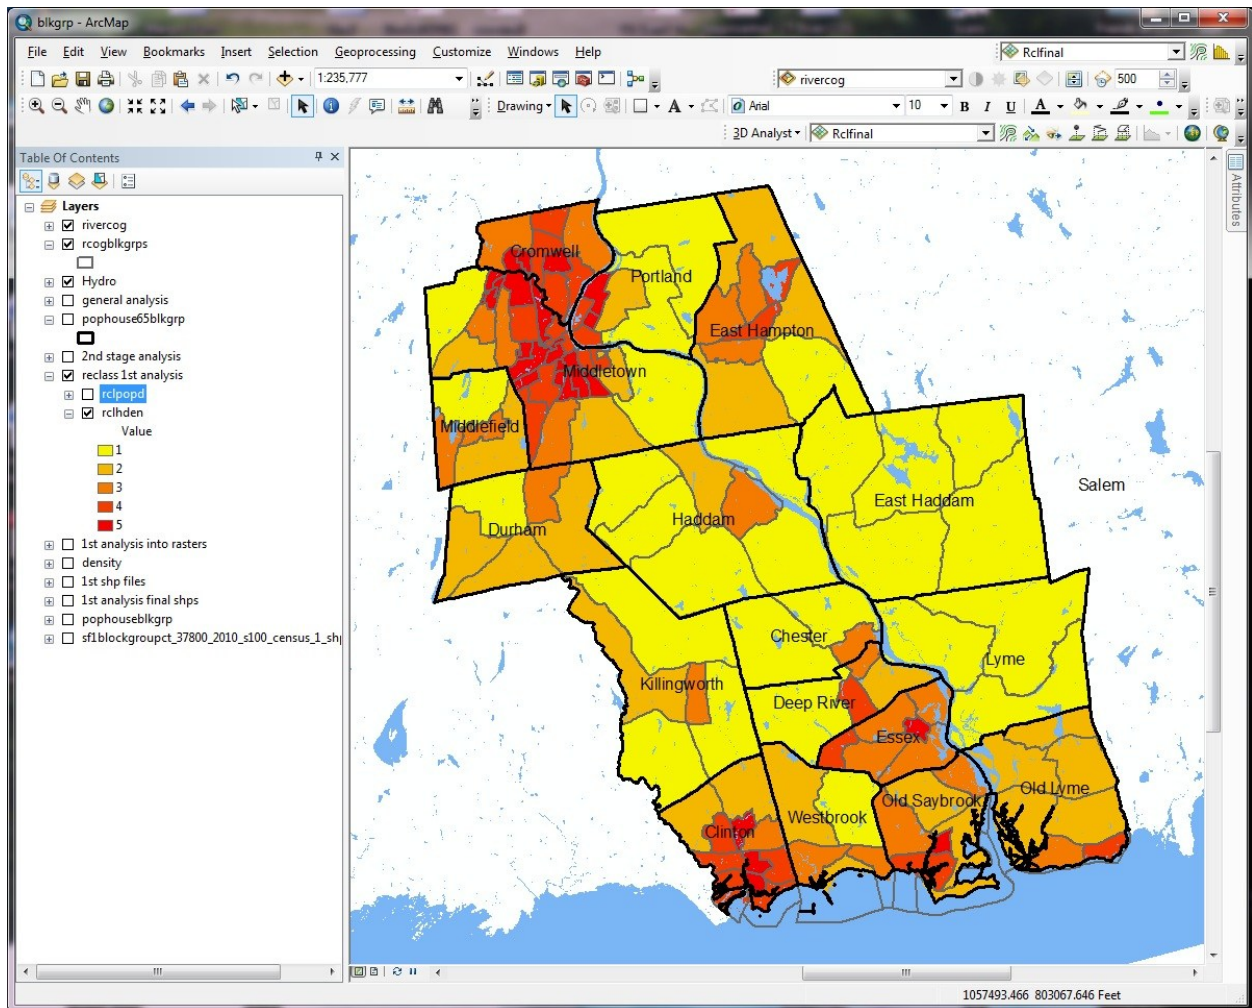 blkgrp - ArcMap
File Edit View Bookmarks Insert Selection Geoprocessing Customize Windows Help
Rclfinal
1:235,777
rivercog
500
Drawing
Arial
10
B I U A
3D Analyst
Rclfinal
Table Of Contents
Attributes
Layers
rivercog
rcogblkgrps
Hydro
general analysis
pophouse65blkgrp
2nd stage analysis
reclass 1st analysis
rclpopd
rclhden
Value
1
2
3
4
5
1st analysis into rasters
density
1st shp files
1st analysis final shps
pophouseblkgrp
sf1blockgroupct_37800_2010_s100_census_1_shp
Cromwell
Portland
East Hampton
Middletown
Middlefield
Salem
East Haddam
Haddam
Durham
Chester
Lyme
Killingworth
Deep River
Essex
Old Lyme
Old Saybrook
Westbrook
Clinton
1057493.466 803067.646 Feet